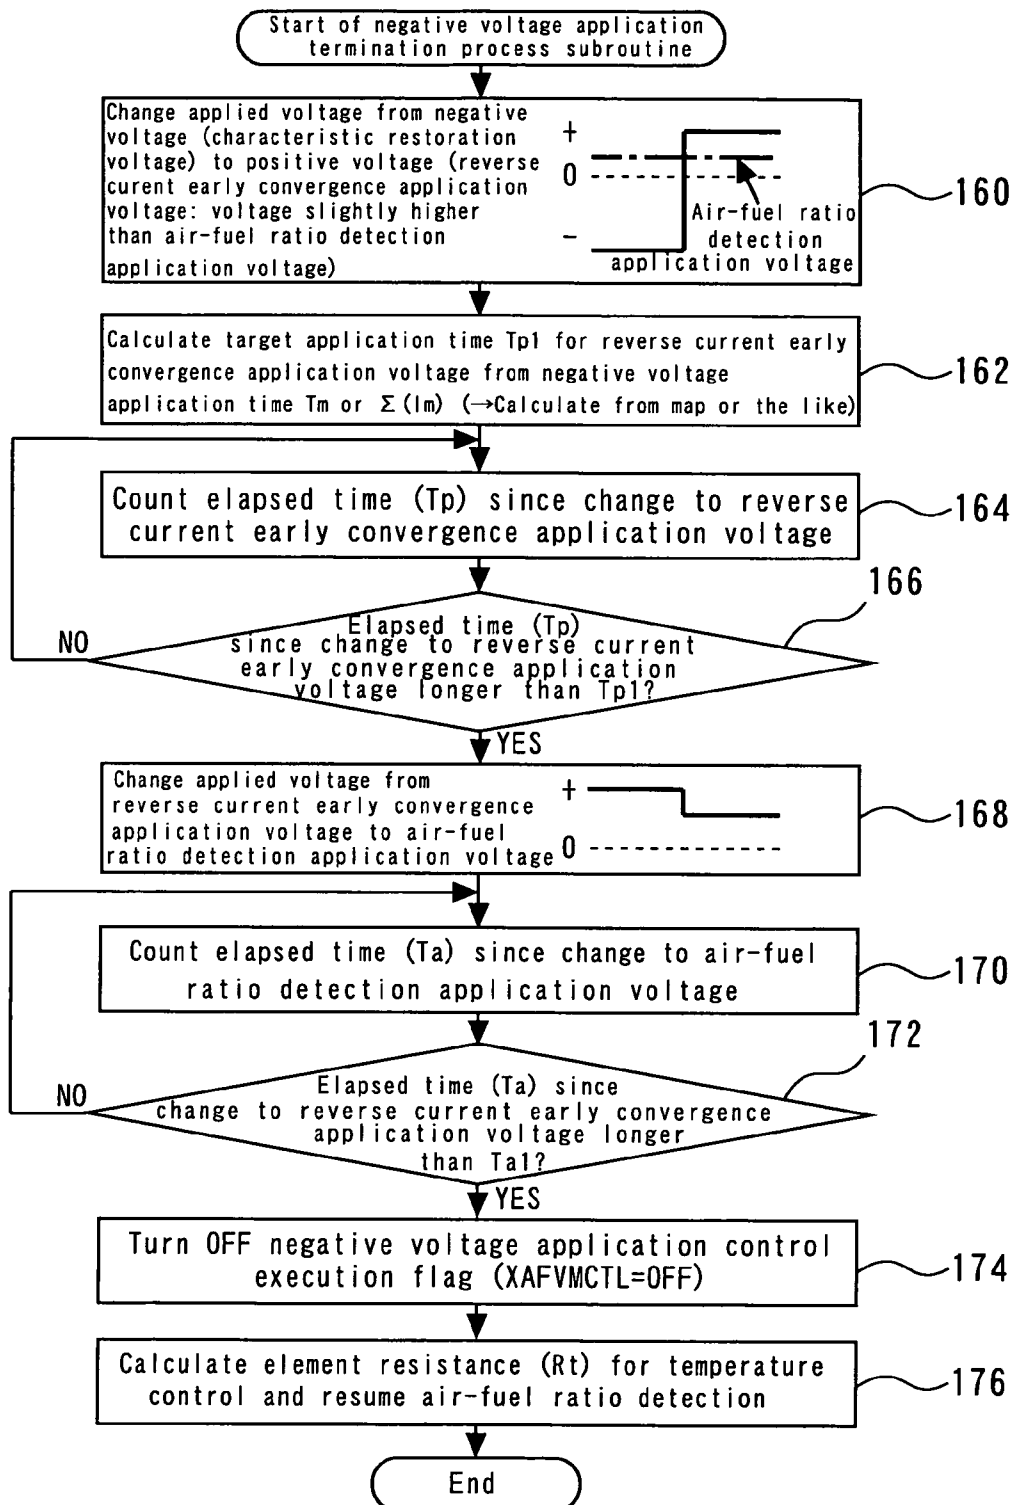 Start of negative voltage application
termination process subroutine
Change applied voltage from negative
voltage (characteristic restoration
voltage) to positive voltage (reverse
curent early convergence application
voltage: voltage slightly higher
than air-fuel ratio detection
application voltage)
+
0
-
Air-fuel ratio
detection
application voltage
160
Calculate target application time Tp1 for reverse current early
convergence application voltage from negative voltage
application time Tm or Σ(Im) (→Calculate from map or the like)
162
Count elapsed time (Tp) since change to reverse
current early convergence application voltage
164
166
Elapsed time (Tp)
since change to reverse current
early convergence application
voltage longer than Tp1?
NO
YES
Change applied voltage from
reverse current early convergence
application voltage to air-fuel
ratio detection application voltage
+
0
168
Count elapsed time (Ta) since change to air-fuel
ratio detection application voltage
170
172
Elapsed time (Ta) since
change to reverse current early convergence
application voltage longer
than Ta1?
NO
YES
Turn OFF negative voltage application control
execution flag (XAFVMCTL=OFF)
174
Calculate element resistance (Rt) for temperature
control and resume air-fuel ratio detection
176
End